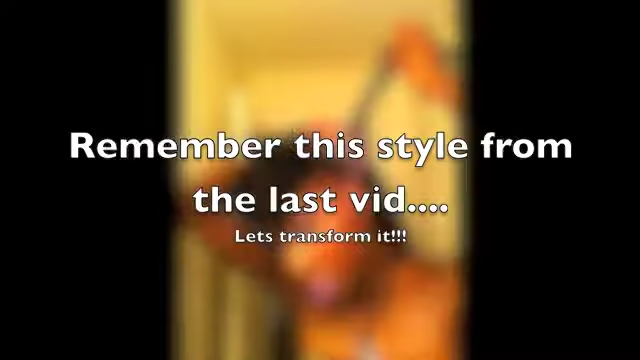 Remember this style from
the last vid....
Lets transform it!!!